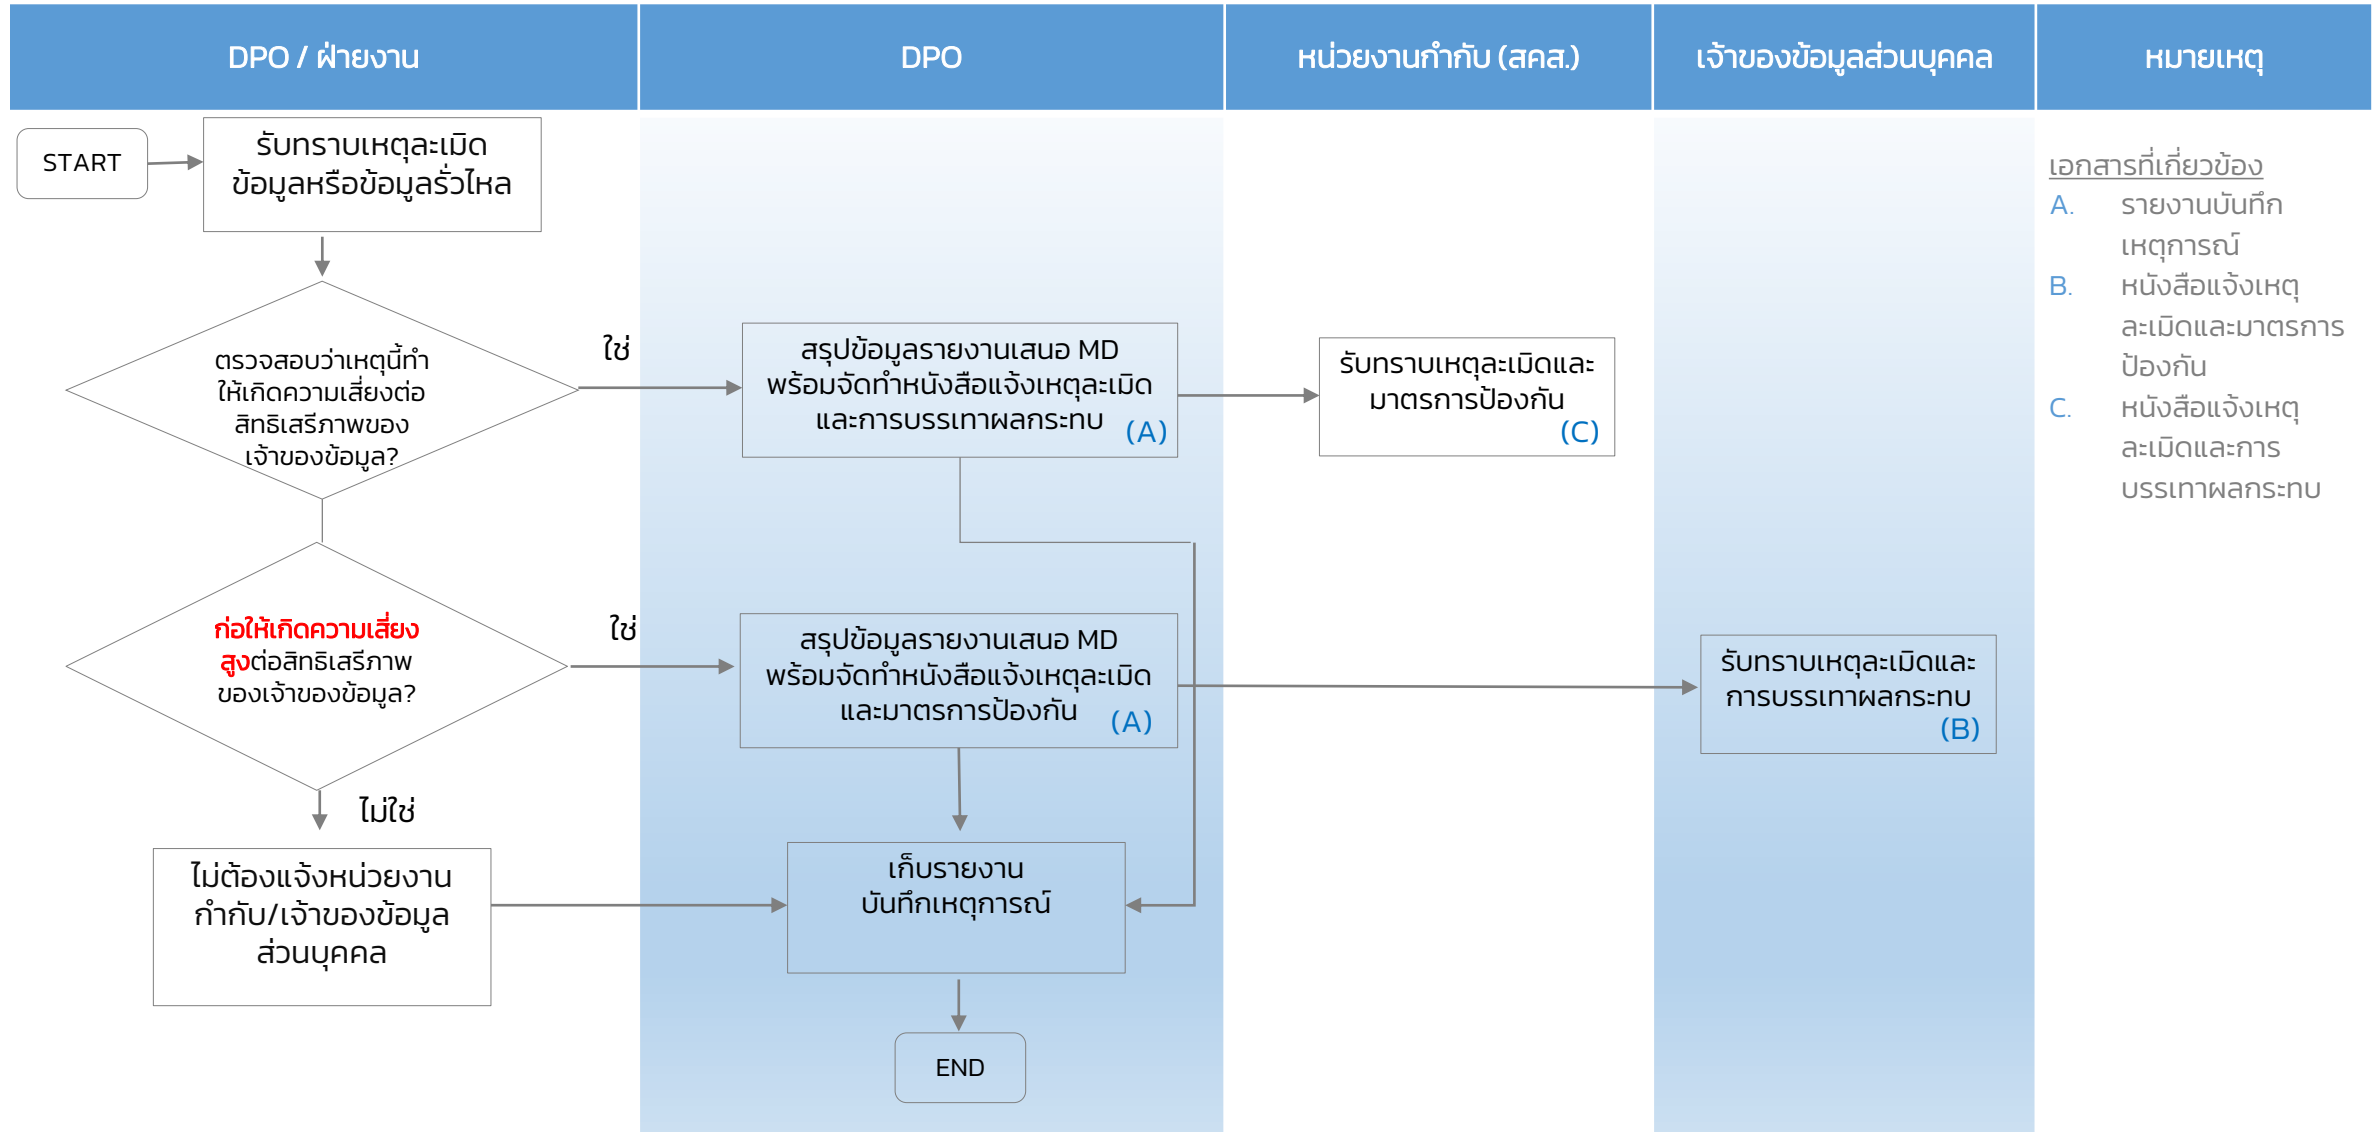 DPO / ฝ่ายงาน
DPO
หน่วยงานกำกับ (สคส.)
เจ้าของข้อมูลส่วนบุคคล
หมายเหตุ
START
รับทราบเหตุละเมิด
ข้อมูลหรือข้อมูลรั่วไหล
ตรวจสอบว่าเหตุนี้ทำ
ให้เกิดความเสี่ยงต่อ
สิทธิเสรีภาพของ
เจ้าของข้อมูล?
ใช่
สรุปข้อมูลรายงานเสนอ MD
พร้อมจัดทำหนังสือแจ้งเหตุละเมิด
และการบรรเทาผลกระทบ (A)
รับทราบเหตุละเมิดและ
มาตรการป้องกัน
(C)
เอกสารที่เกี่ยวข้อง
A. รายงานบันทึก
เหตุการณ์
B. หนังสือแจ้งเหตุ
ละเมิดและมาตรการ
ป้องกัน
C. หนังสือแจ้งเหตุ
ละเมิดและการ
บรรเทาผลกระทบ
ก่อให้เกิดความเสี่ยง
สูงต่อสิทธิเสรีภาพ
ของเจ้าของข้อมูล?
ใช่
สรุปข้อมูลรายงานเสนอ MD
พร้อมจัดทำหนังสือแจ้งเหตุละเมิด
และมาตรการป้องกัน (A)
รับทราบเหตุละเมิดและ
การบรรเทาผลกระทบ
(B)
ไม่ใช่
ไม่ต้องแจ้งหน่วยงาน
กำกับ/เจ้าของข้อมูล
ส่วนบุคคล
เก็บรายงาน
บันทึกเหตุการณ์
END